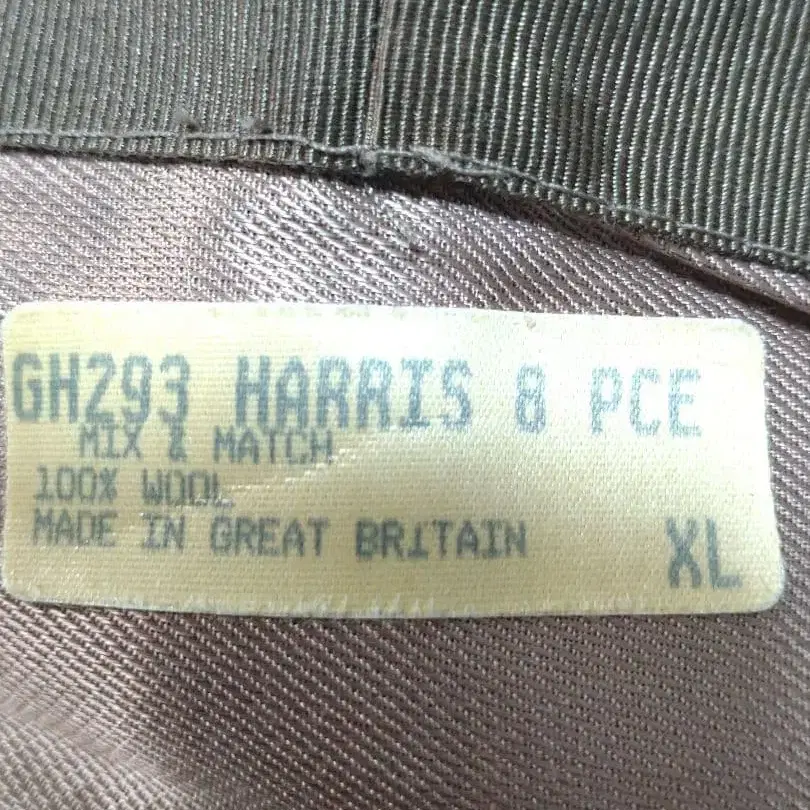 GH293 HARRIS 8 PCE
MIX & MATCH
100% WOOL
MADE IN GREAT BRITAIN XL